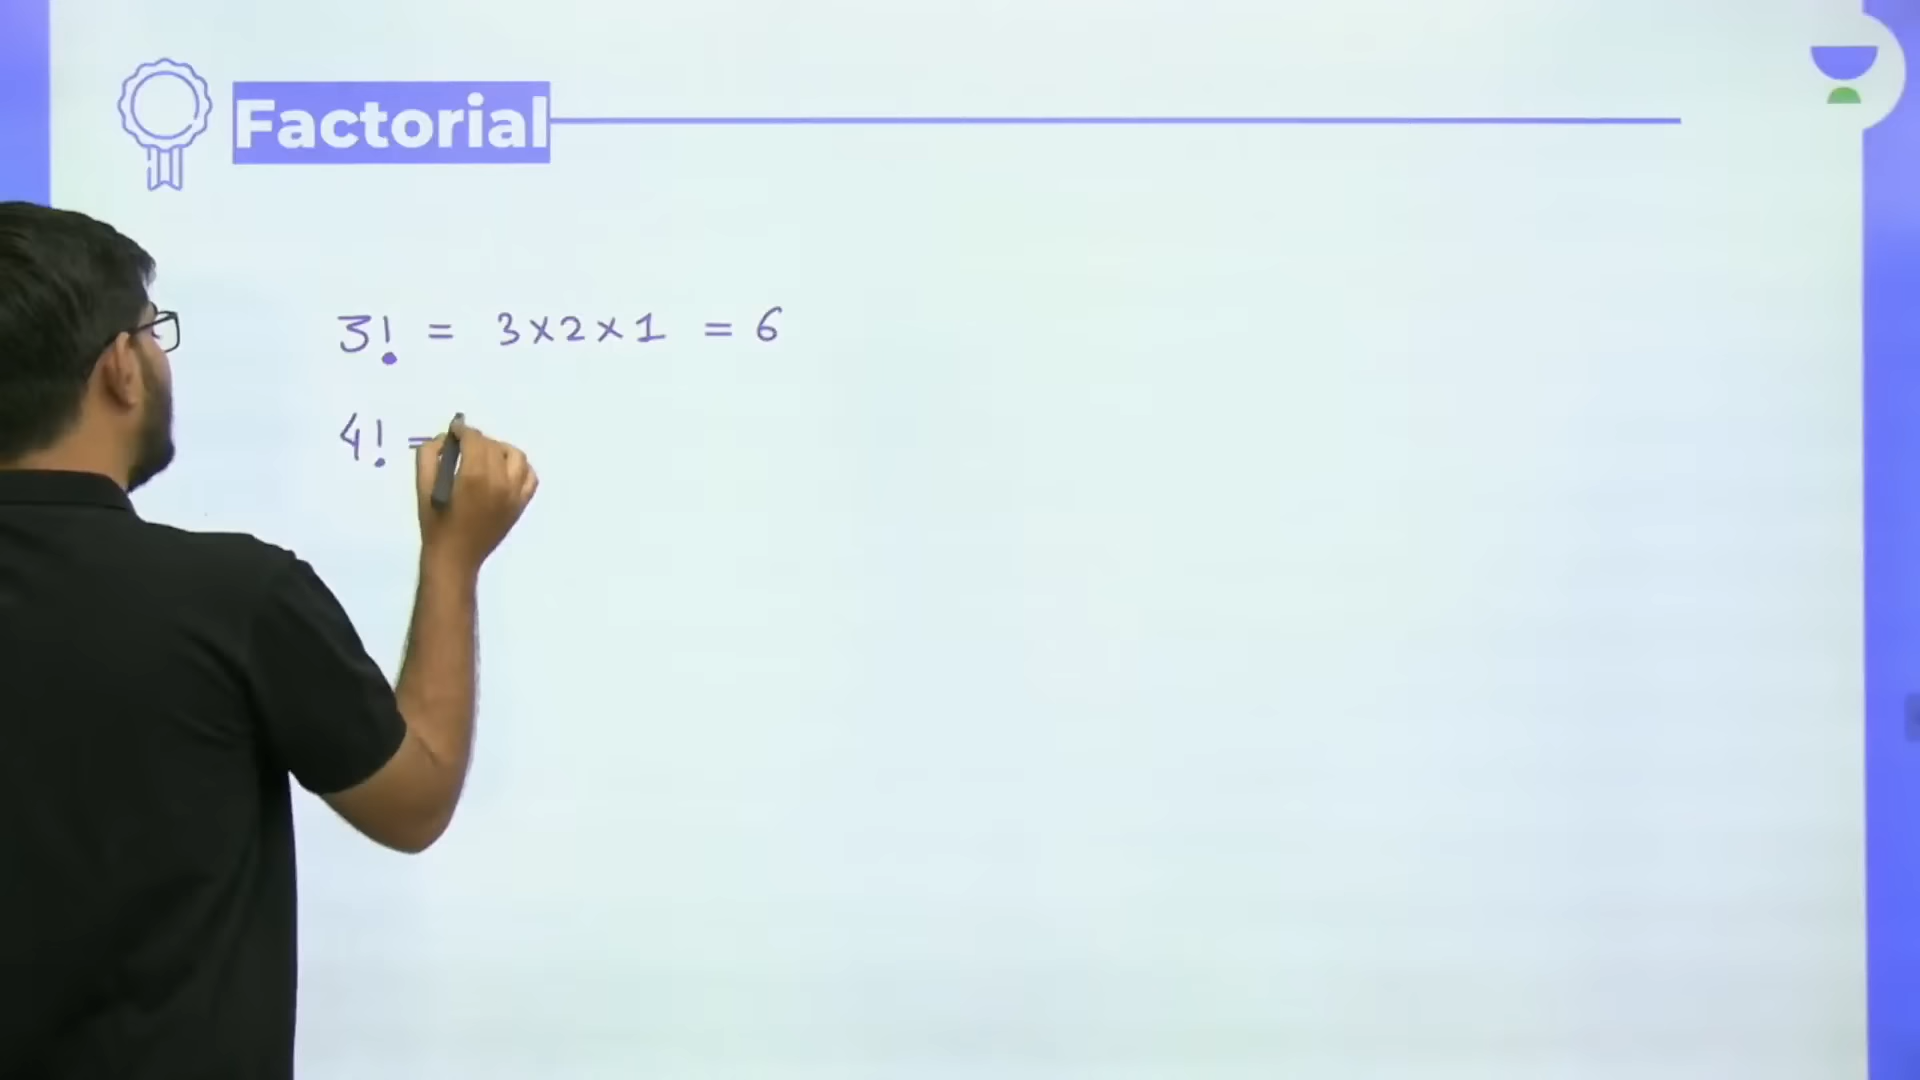 Factorial
3! = 3×2×1 = 6
4! =